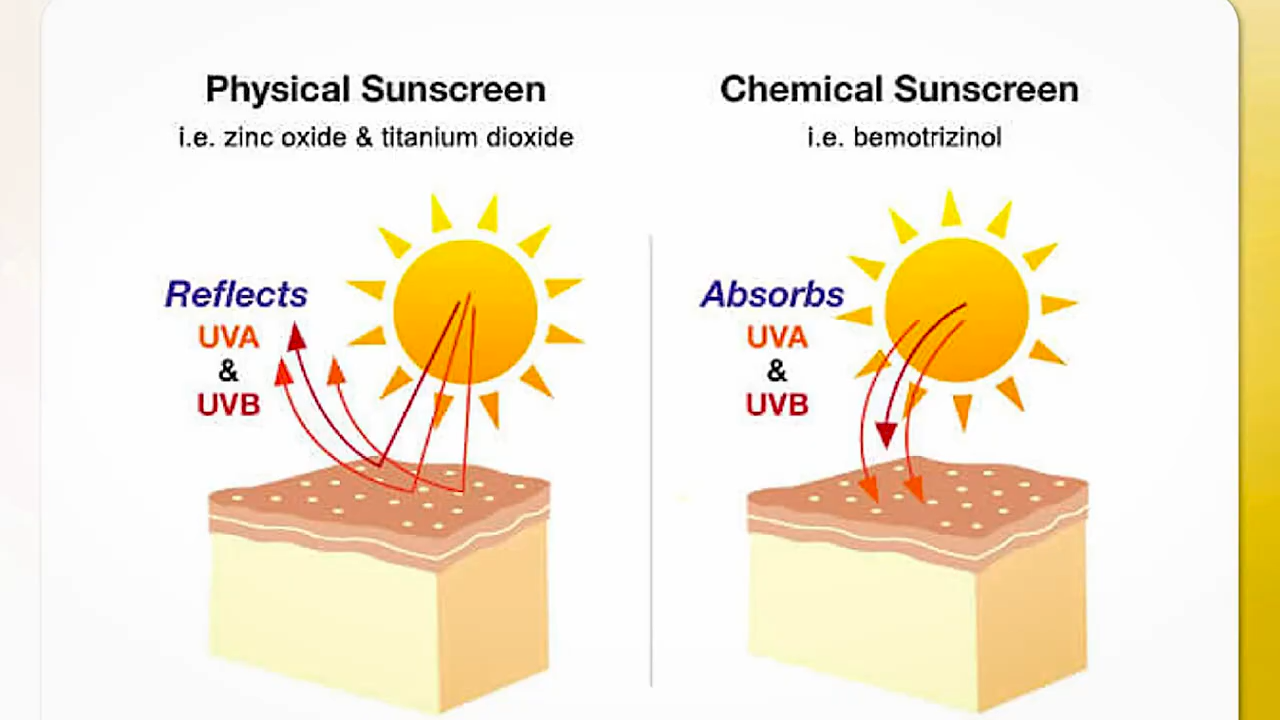 Physical Sunscreen
i.e. zinc oxide & titanium dioxide
Reflects
UVA
&
UVB
Chemical Sunscreen
i.e. bemotrizinol
Absorbs
UVA
&
UVB